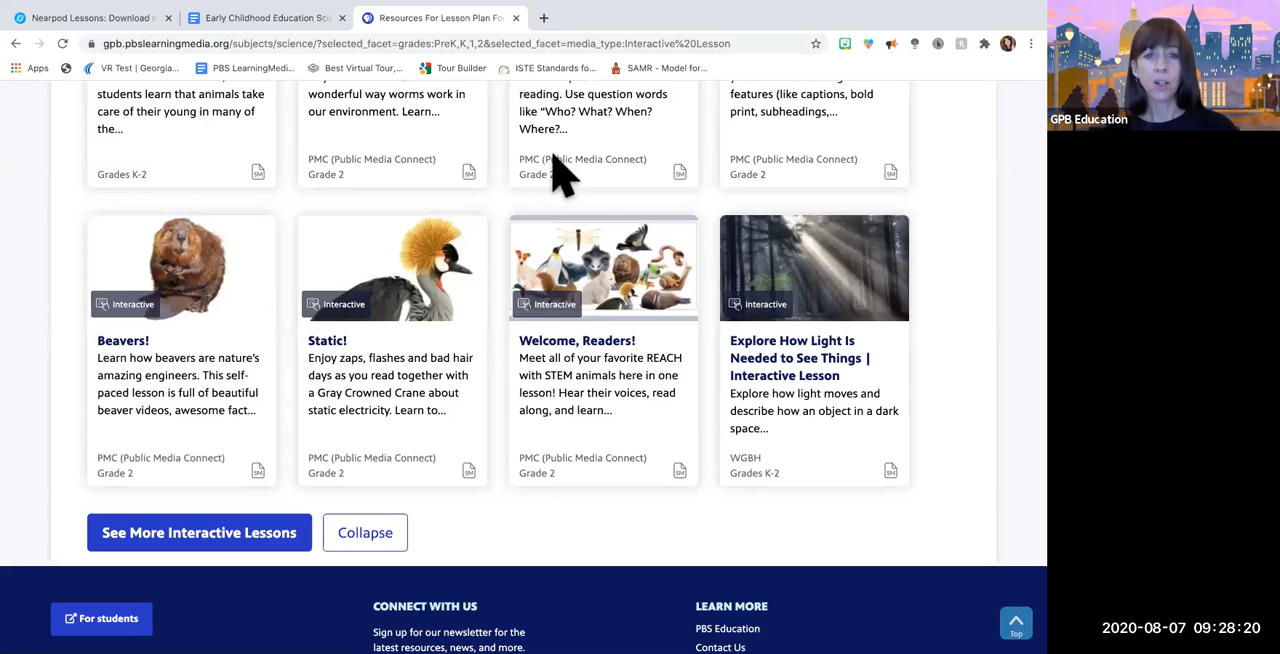 Nearpod Lessons: Download r
Early Childhood Education Sci
Resources For Lesson Plan Fo
gpb.pbslearningmedia.org/subjects/science/?selected_facet=grades:PreK,K,1,2&selected_facet=media_type:Interactive%20Lesson
Apps
VR Test | Georgia...
PBS LearningMedi...
Best Virtual Tour,...
Tour Builder
ISTE Standards fo...
SAMR - Model for...
GPB Education
students learn that animals take
care of their young in many of
the...
Grades K-2
SM
wonderful way worms work in
our environment. Learn...
PMC (Public Media Connect)
Grade 2
SM
reading. Use question words
like “Who? What? When?
Where?...
PMC (Public Media Connect)
Grade 2
SM
features (like captions, bold
print, subheadings,...
PMC (Public Media Connect)
Grade 2
SM
Interactive
Beavers!
Learn how beavers are nature's
amazing engineers. This self-
paced lesson is full of beautiful
beaver videos, awesome fact...
PMC (Public Media Connect)
Grade 2
SM
Interactive
Static!
Enjoy zaps, flashes and bad hair
days as you read together with
a Gray Crowned Crane about
static electricity. Learn to...
PMC (Public Media Connect)
Grade 2
SM
Interactive
Welcome, Readers!
Meet all of your favorite REACH
with STEM animals here in one
lesson! Hear their voices, read
along, and learn...
PMC (Public Media Connect)
Grade 2
SM
Interactive
Explore How Light Is
Needed to See Things |
Interactive Lesson
Explore how light moves and
describe how an object in a dark
space...
WGBH
Grades K-2
SM
See More Interactive Lessons
Collapse
For students
CONNECT WITH US
Sign up for our newsletter for the
latest resources, news, and more.
LEARN MORE
PBS Education
Contact Us
Top
2020-08-07 09:28:20